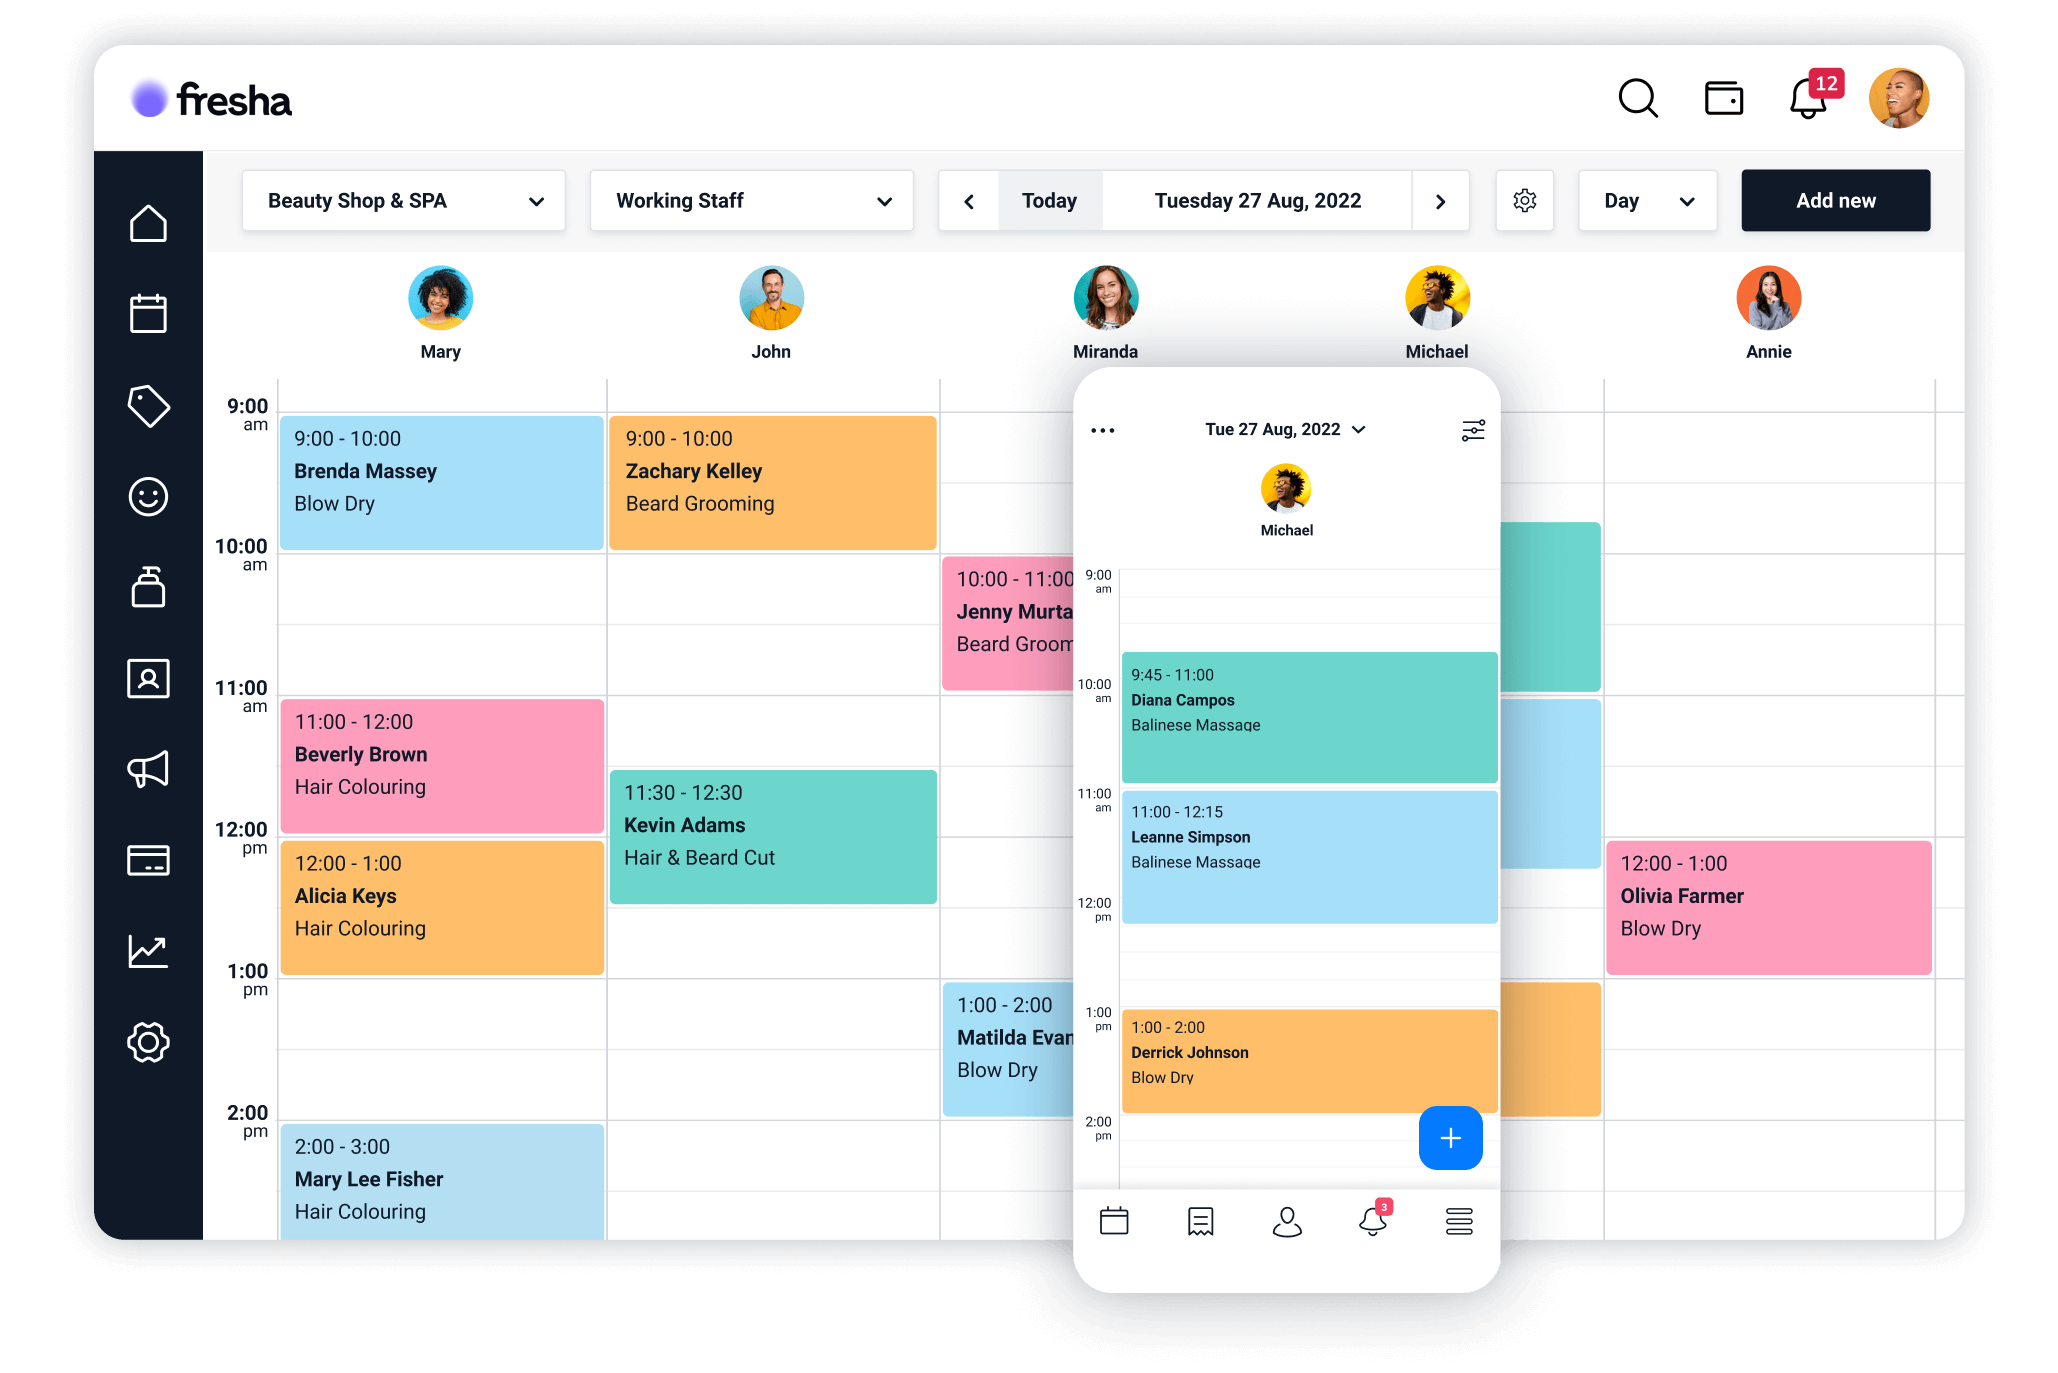 fresha
12
Beauty Shop & SPA
Working Staff
Today
Tuesday 27 Aug, 2022
Day
Add new
Mary
John
Miranda
Michael
Annie
9:00
am
10:00
am
11:00
am
12:00
pm
1:00
pm
2:00
pm
9:00 - 10:00
Brenda Massey
Blow Dry
11:00 - 12:00
Beverly Brown
Hair Colouring
12:00 - 1:00
Alicia Keys
Hair Colouring
2:00 - 3:00
Mary Lee Fisher
Hair Colouring
9:00 - 10:00
Zachary Kelley
Beard Grooming
11:30 - 12:30
Kevin Adams
Hair & Beard Cut
10:00 - 11:00
Jenny Murta
Beard Groom
1:00 - 2:00
Matilda Evan
Blow Dry
12:00 - 1:00
Olivia Farmer
Blow Dry
Tue 27 Aug, 2022
Michael
9:00
am
10:00
am
11:00
am
12:00
pm
1:00
pm
2:00
pm
9:45 - 11:00
Diana Campos
Balinese Massage
11:00 - 12:15
Leanne Simpson
Balinese Massage
1:00 - 2:00
Derrick Johnson
Blow Dry
3